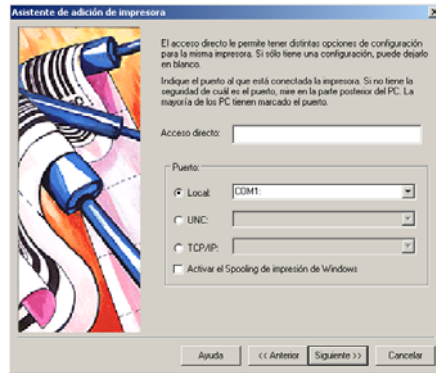 Asistente de adición de impresora
El acceso directo le permite tener distintas opciones de configuración
para la misma impresora. Si sólo tiene una configuración, puede dejarlo
en blanco.
Indique el puerto al que está conectada la impresora. Si no tiene la
seguridad de cuál es el puerto, mire en la parte posterior del PC. La
mayoría de los PC tienen marcado el puerto.
Acceso directo:
Puerto:
Local: COM1:
UNC:
TCP/IP:
Activar el Spooling de impresión de Windows
Ayuda << Anterior Siguiente >> Cancelar